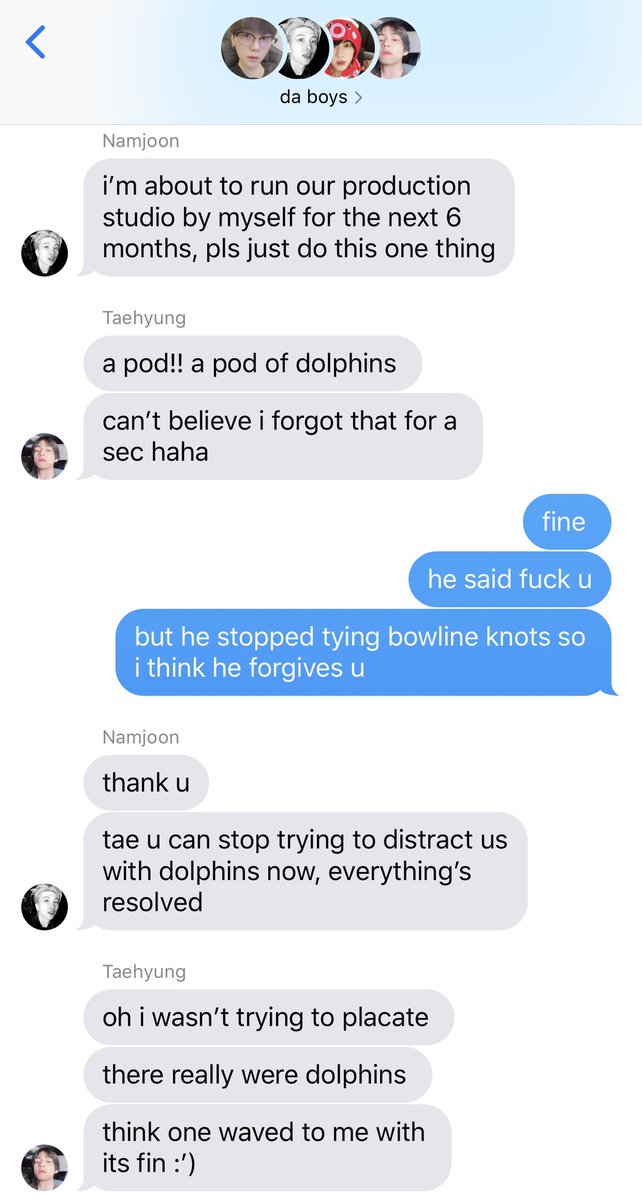 da boys >
Namjoon
i’m about to run our production
studio by myself for the next 6
months, pls just do this one thing
Taehyung
a pod!! a pod of dolphins
can’t believe i forgot that for a
sec haha
fine
he said fuck u
but he stopped tying bowline knots so
i think he forgives u
Namjoon
thank u
tae u can stop trying to distract us
with dolphins now, everything’s
resolved
Taehyung
oh i wasn’t trying to placate
there really were dolphins
think one waved to me with
its fin :’)